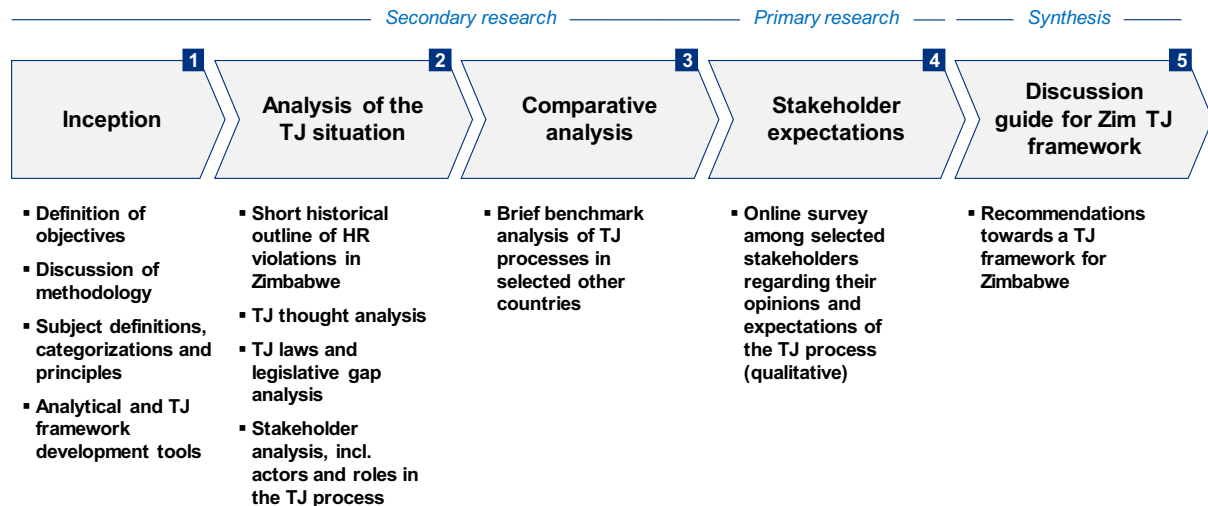 Secondary research
Primary research
Synthesis
1
Inception
2
Analysis of the
TJ situation
3
Comparative
analysis
4
Stakeholder
expectations
5
Discussion
guide for Zim TJ
framework
▪ Definition of
objectives
▪ Discussion of
methodology
▪ Subject definitions,
categorizations and
principles
▪ Analytical and TJ
framework
development tools
▪ Short historical
outline of HR
violations in
Zimbabwe
▪ TJ thought analysis
▪ TJ laws and
legislative gap
analysis
▪ Stakeholder
analysis, incl.
actors and roles in
the TJ process
▪ Brief benchmark
analysis of TJ
processes in
selected other
countries
▪ Online survey
among selected
stakeholders
regarding their
opinions and
expectations of
the TJ process
(qualitative)
▪ Recommendations
towards a TJ
framework for
Zimbabwe